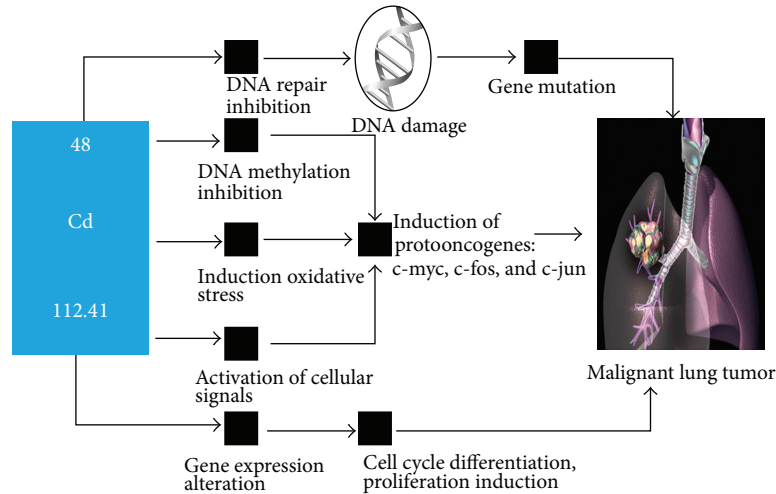 48
Cd
112.41
DNA repair
inhibition
DNA damage
Gene mutation
DNA methylation
inhibition
Induction oxidative
stress
Induction of
protooncogenes:
c-myc, c-fos, and c-jun
Activation of cellular
signals
Malignant lung tumor
Gene expression
alteration
Cell cycle differentiation,
proliferation induction